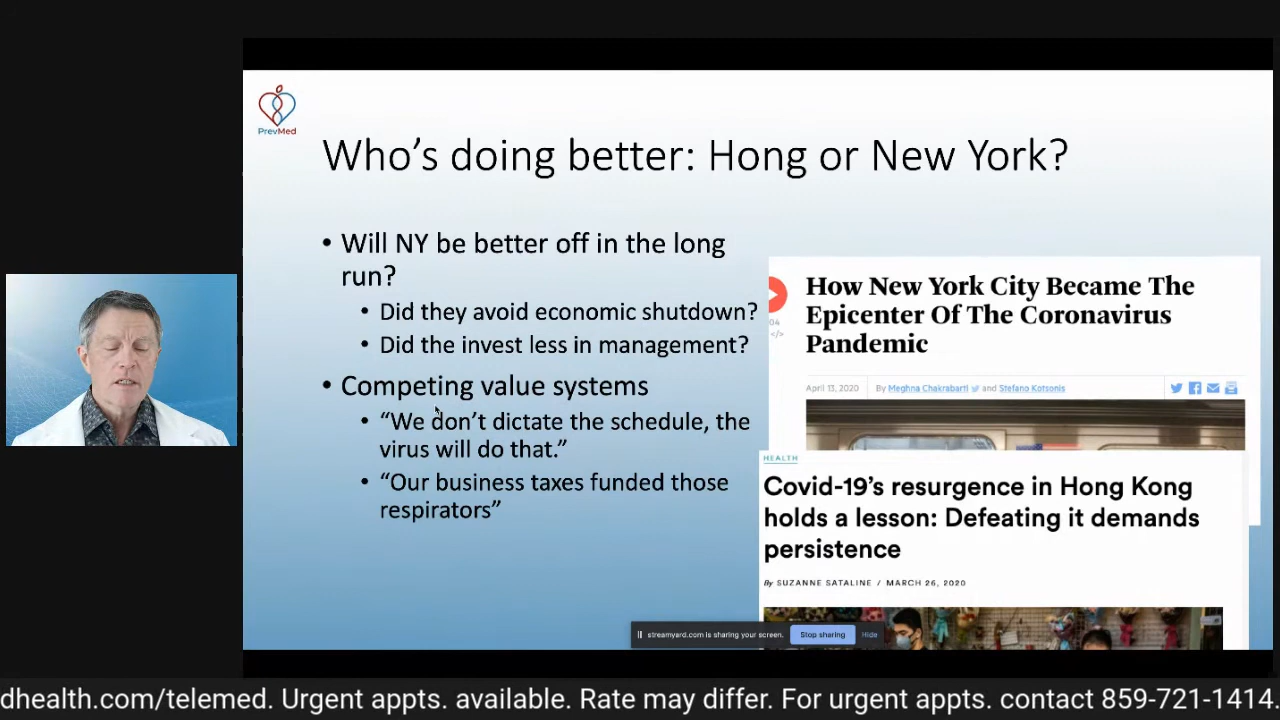 PrevMed
Who's doing better: Hong or New York?
• Will NY be better off in the long
run?
• Did they avoid economic shutdown?
• Did the invest less in management?
• Competing value systems
• “We don't dictate the schedule, the
virus will do that.”
• “Our business taxes funded those
respirators”
04
</>
How New York City Became The
Epicenter Of The Coronavirus
Pandemic
April 13, 2020
By Meghna Chakrabarti and Stefano Kotsonis
HEALTH
Covid-19's resurgence in Hong Kong
holds a lesson: Defeating it demands
persistence
By SUZANNE SATALINE / MARCH 26, 2020
streamyard.com is sharing your screen. Stop sharing Hide
dhealth.com/telemed. Urgent appts. available. Rate may differ. For urgent appts. contact 859-721-1414.